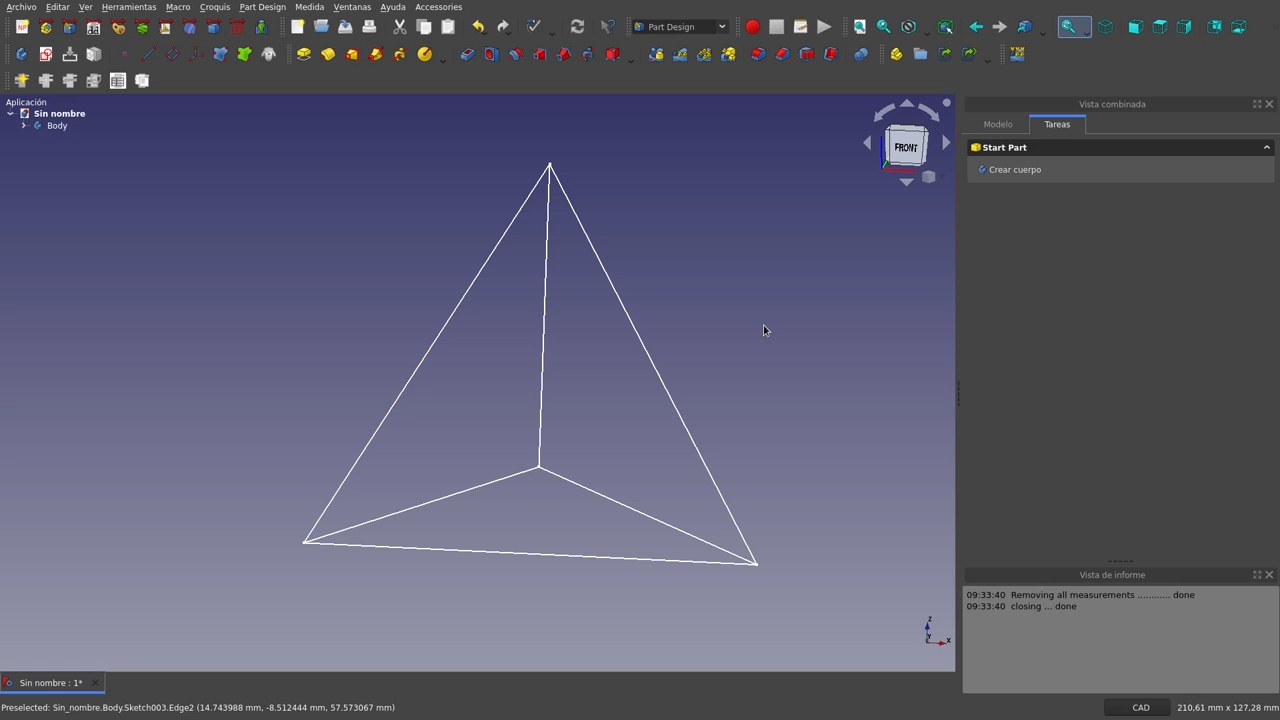 Archivo Editar Ver Herramientas Macro Croquis Part Design Medida Ventanas Ayuda Accessories
Part Design
Aplicación
Sin nombre
Body
FRONT
Z
Y
X
Vista combinada
Modelo Tareas
Start Part
Crear cuerpo
Vista de informe
09:33:40 Removing all measurements ............ done
09:33:40 closing ... done
Sin nombre : 1*
Preselected: Sin_nombre.Body.Sketch003.Edge2 (14.743988 mm, -8.512444 mm, 57.573067 mm)
CAD
210,61 mm x 127,28 mm